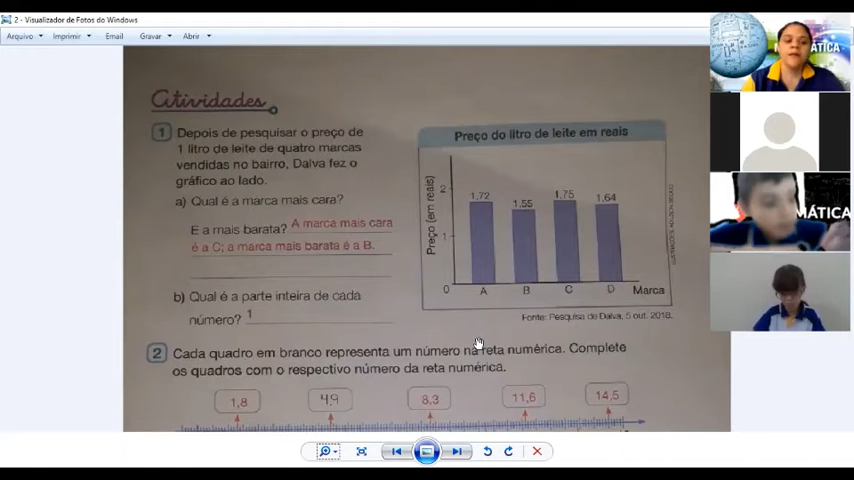 2 - Visualizador de Fotos do Windows
Arquivo Imprimir Email Gravar Abrir
Atividades
1 Depois de pesquisar o preço de
1 litro de leite de quatro marcas
vendidas no bairro, Dalva fez o
gráfico ao lado.
a) Qual é a marca mais cara?
E a mais barata? A marca mais cara
é a C; a marca mais barata é a B.
b) Qual é a parte inteira de cada
número? 1
Preço do litro de leite em reais
Preço (em reais)
2
1
0
1,72 1,55 1,75 1,64
A B C D Marca
Fonte: Pesquisa de Dalva, 5 out. 2018.
2 Cada quadro em branco representa um número na reta numérica. Complete
os quadros com o respectivo número da reta numérica.
1,8 4,9 8,3 11,6 14,5
MÁTICA
MÁTICA